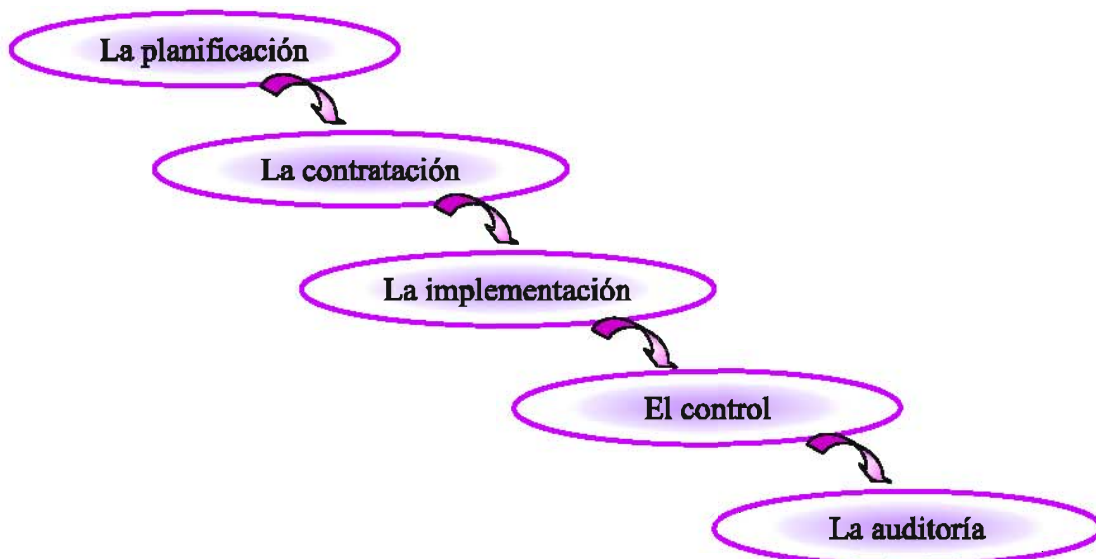 La planificación
La contratación
La implementación
El control
La auditoría